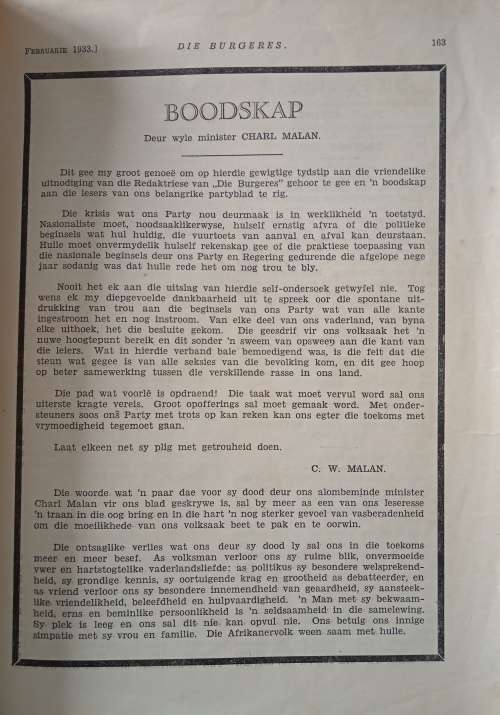 FEBRUARIE 1933.]
DIE BURGERES.
163
BOODSKAP
Deur wyle minister CHARL MALAN.
Dit gee my groot genoeë om op hierdie gewigtige tydstip aan die vriendelike
uitnodiging van die Redaktriese van „Die Burgeres" gehoor te gee en 'n boodskap
aan die lesers van ons belangrike partyblad te rig.
Die krisis wat ons Party nou deurmaak is in werklikheid 'n toetstyd.
Nasionaliste moet, noodsaaklikerwyse, hulself ernstig afvra of die politieke
beginsels wat hul huldig, die vuurtoets van aanval en afval kan deurstaan.
Hulle moet onvermydelik hulself rekenskap gee of die praktiese toepassing van
die nasionale beginsels deur ons Party en Regering gedurende die afgelope nege
jaar sodanig was dat hulle rede het om nog trou te bly.
Nooit het ek aan die uitslag van hierdie self-ondersoek getwyfel nie. Tog
wens ek my diepgevoelde dankbaarheid uit te spreek oor die spontane uit-
drukking van trou aan die beginsels van ons Party wat van alle kante
ingestroom het en nog instroom. Van elke deel van ons vaderland, van byna
elke uithoek, het die besluite gekom. Die geesdrif vir ons volksaak het 'n
nuwe hoogtepunt bereik en dit sonder 'n sweem van opsweep aan die kant van
die leiers. Wat in hierdie verband baie bemoedigend was, is die feit dat die
steun wat gegee is van alle seksies van die bevolking kom, en dit gee hoop
op beter samewerking tussen die verskillende rasse in ons land.
Die pad wat voorlê is opdraend! Die taak wat moet vervul word sal ons
uiterste kragte vereis. Groot opofferings sal moet gemaak word. Met onder-
steuners soos ons Party met trots op kan reken kan ons egter die toekoms met
vrymoedigheid tegemoet gaan.
Laat elkeen net sy plig met getrouheid doen.
C. W. MALAN.
Die woorde wat 'n paar dae voor sy dood deur ons alombeminde minister
Charl Malan vir ons blad geskrywe is, sal by meer as een van ons leseresse
'n traan in die oog bring en in die hart 'n nog sterker gevoel van vasberadenheid
om die moeilikhede van ons volksaak beet te pak en te oorwin.
Die ontsaglike verlies wat ons deur sy dood ly sal ons in die toekoms
meer en meer besef. As volksman verloor ons sy ruime blik, onvermoeide
ywer en hartstogtelike vaderlandsliefde: as politikus sy besondere welsprekend-
heid, sy grondige kennis, sy oortuigende krag en grootheid as debatteerder, en
as vriend verloor ons sy besondere innemendheid van geaardheid, sy aansteek-
like vriendelikheid, beleefdheid en hulpvaardigheid. 'n Man met sy bekwaam-
heid, erns en beminlike persoonlikheid is 'n seldsaamheid in die samelewing.
Sy plek is leeg en ons sal dit nie kan opvul nie. Ons betuig ons innige
simpatie met sy vrou en familie. Die Afrikanervolk ween saam met hulle.